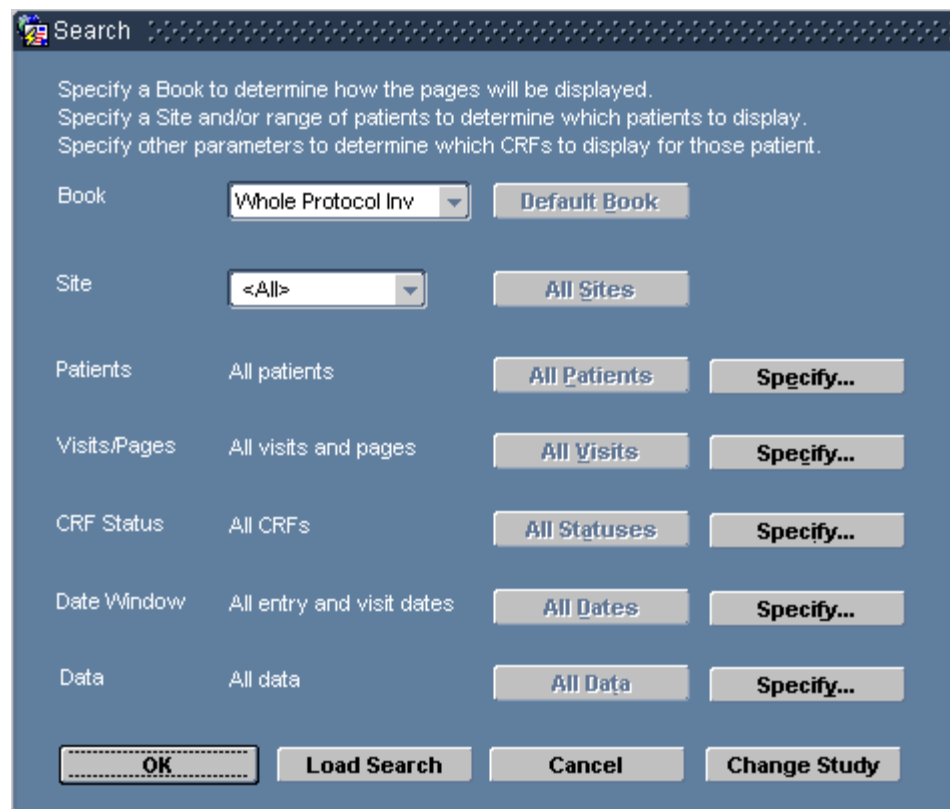 Search
Specify a Book to determine how the pages will be displayed.
Specify a Site and/or range of patients to determine which patients to display.
Specify other parameters to determine which CRFs to display for those patient.
Book Whole Protocol Inv Default Book
Site <All> All Sites
Patients All patients All Patients Specify...
Visits/Pages All visits and pages All Visits Specify...
CRF Status All CRFs All Statuses Specify...
Date Window All entry and visit dates All Dates Specify...
Data All data All Data Specify...
OK Load Search Cancel Change Study